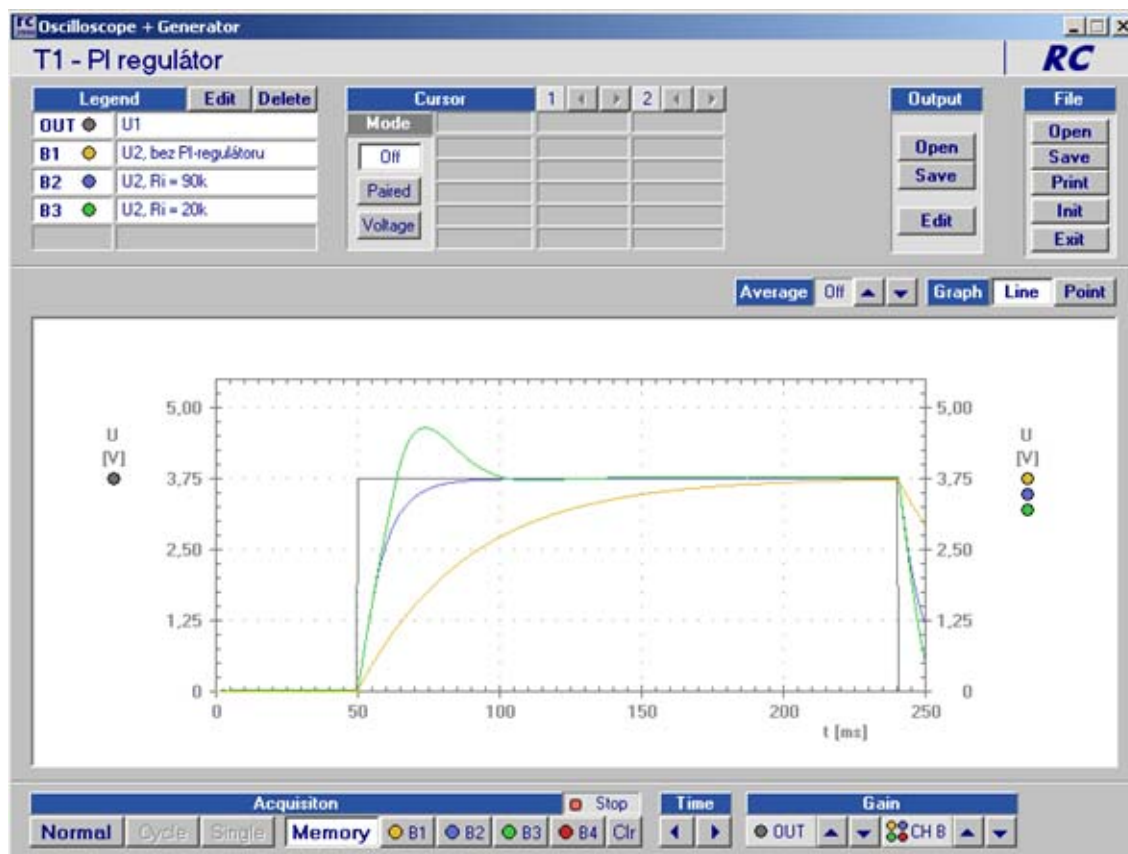 Oscilloscope + Generator
T1 - PI regulátor
RC
Legend Edit Delete
OUT U1
B1 U2, bez PI-regulátoru
B2 U2, Ri = 90k
B3 U2, Ri = 20k
Cursor 1 2
Mode
Off
Paired
Voltage
Output
Open
Save
Edit
File
Open
Save
Print
Init
Exit
Average Off Graph Line Point
U
[V]
5,00
3,75
2,50
1,25
0
5,00
3,75
2,50
1,25
0
U
[V]
0 50 100 150 200 250
t [ms]
Acquisiton Stop
Normal Cycle Single Memory B1 B2 B3 B4 Clr
Time
Gain
OUT CH B